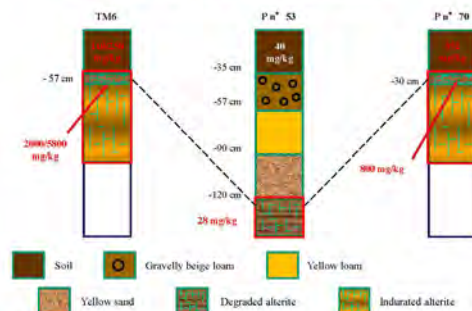 TM6
P n° 53
P n° 70
40
mg/kg
-35 cm
- 57 cm
-30 cm
-57 cm
2000/5800
mg/kg
-90 cm
800 mg/kg
-120
cm
28 mg/kg
Soil
Gravelly beige loam
Yellow loam
Yellow sand
Degraded alterite
Indurated alterite